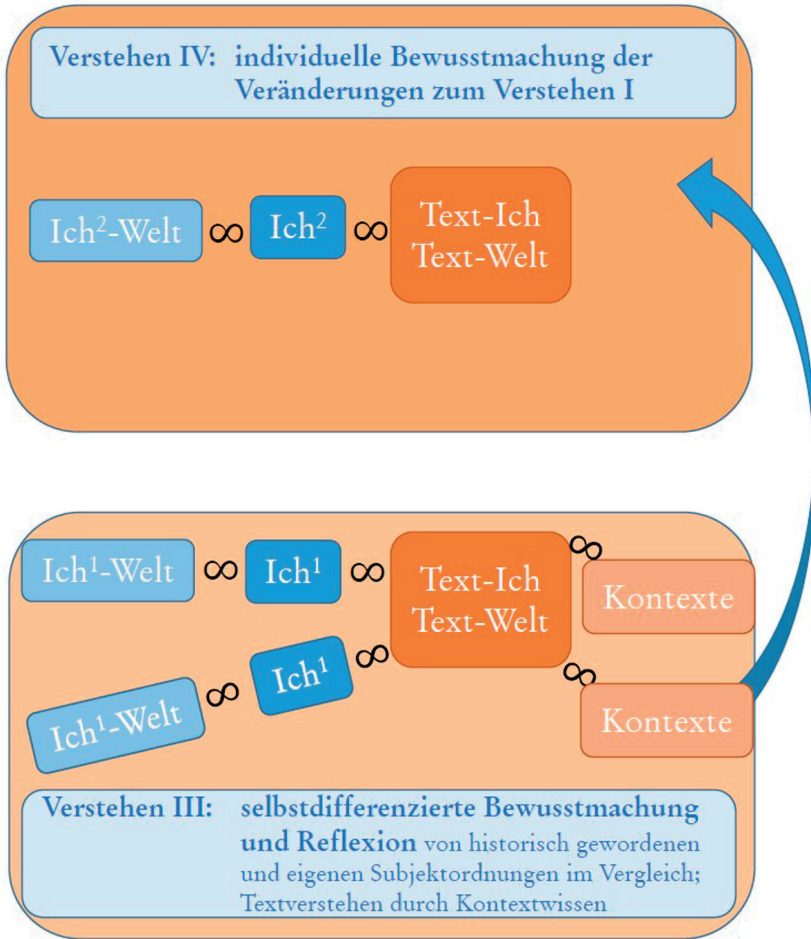 Verstehen IV: individuelle Bewusstmachung der
Veränderungen zum Verstehen I
Ich²-Welt ∞ Ich² ∞ Text-Ich
Text-Welt
Ich¹-Welt ∞ Ich¹ ∞ Text-Ich
Text-Welt
∞ Kontexte
Ich¹-Welt ∞ Ich¹ ∞
∞ Kontexte
Verstehen III: selbstdifferenzierte Bewusstmachung
und Reflexion von historisch gewordenen
und eigenen Subjektordnungen im Vergleich;
Textverstehen durch Kontextwissen